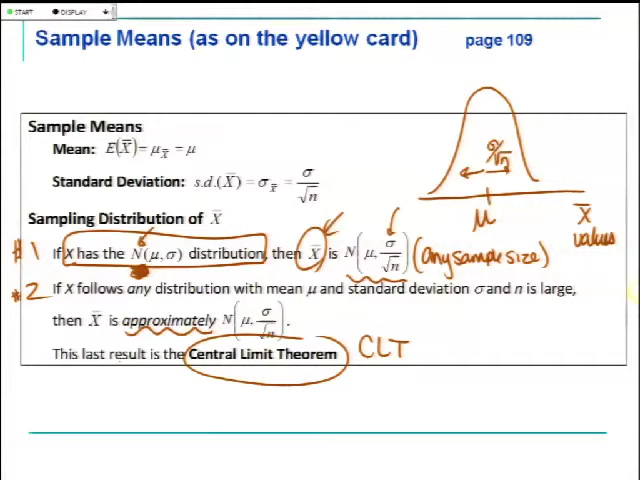 START DISPLAY
Sample Means (as on the yellow card) page 109
Sample Means
Mean: E(X̄) = μ_X̄ = μ
Standard Deviation: s.d.(X̄) = σ_X̄ = σ/√n
Sampling Distribution of X̄
#1 If X has the N(μ, σ) distribution, then X̄ is N(μ, σ/√n) (any sample size)
#2 If X follows any distribution with mean μ and standard deviation σ and n is large,
then X̄ is approximately N(μ, σ/√n).
This last result is the Central Limit Theorem CLT
σ/√n
μ X̄
values